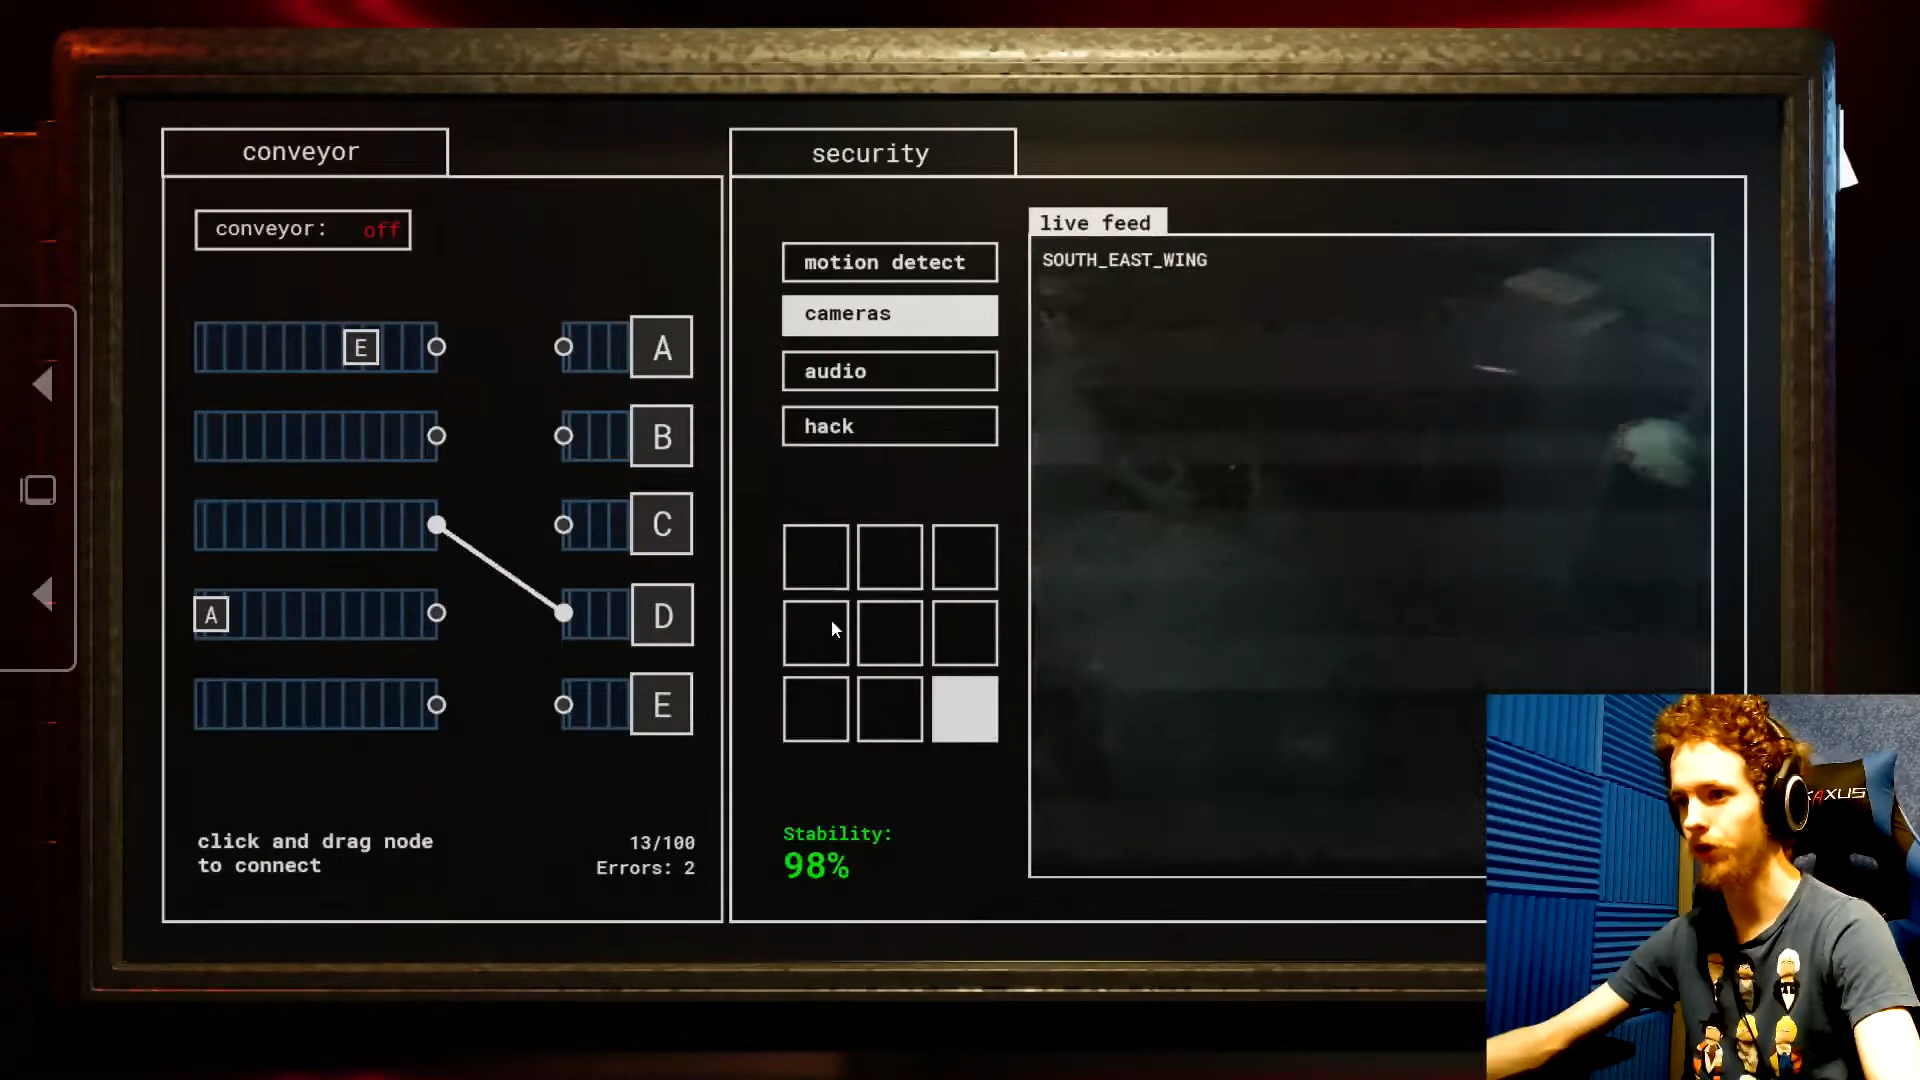 conveyor
conveyor: off
E
A
B
C
A
D
E
click and drag node
to connect
13/100
Errors: 2
security
motion detect
cameras
audio
hack
Stability:
98%
live feed
SOUTH_EAST_WING